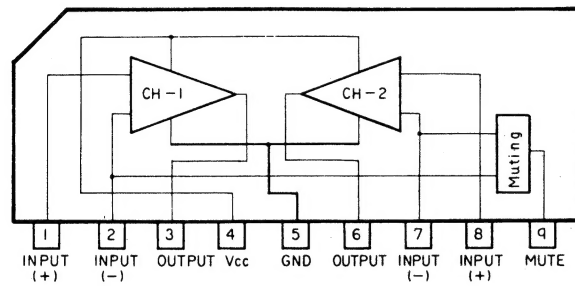 CH-1
CH-2
Muting
1 2 3 4 5 6 7 8 9
INPUT OUTPUT Vcc GND OUTPUT INPUT INPUT MUTE
(+) INPUT (-) (+)
(-)